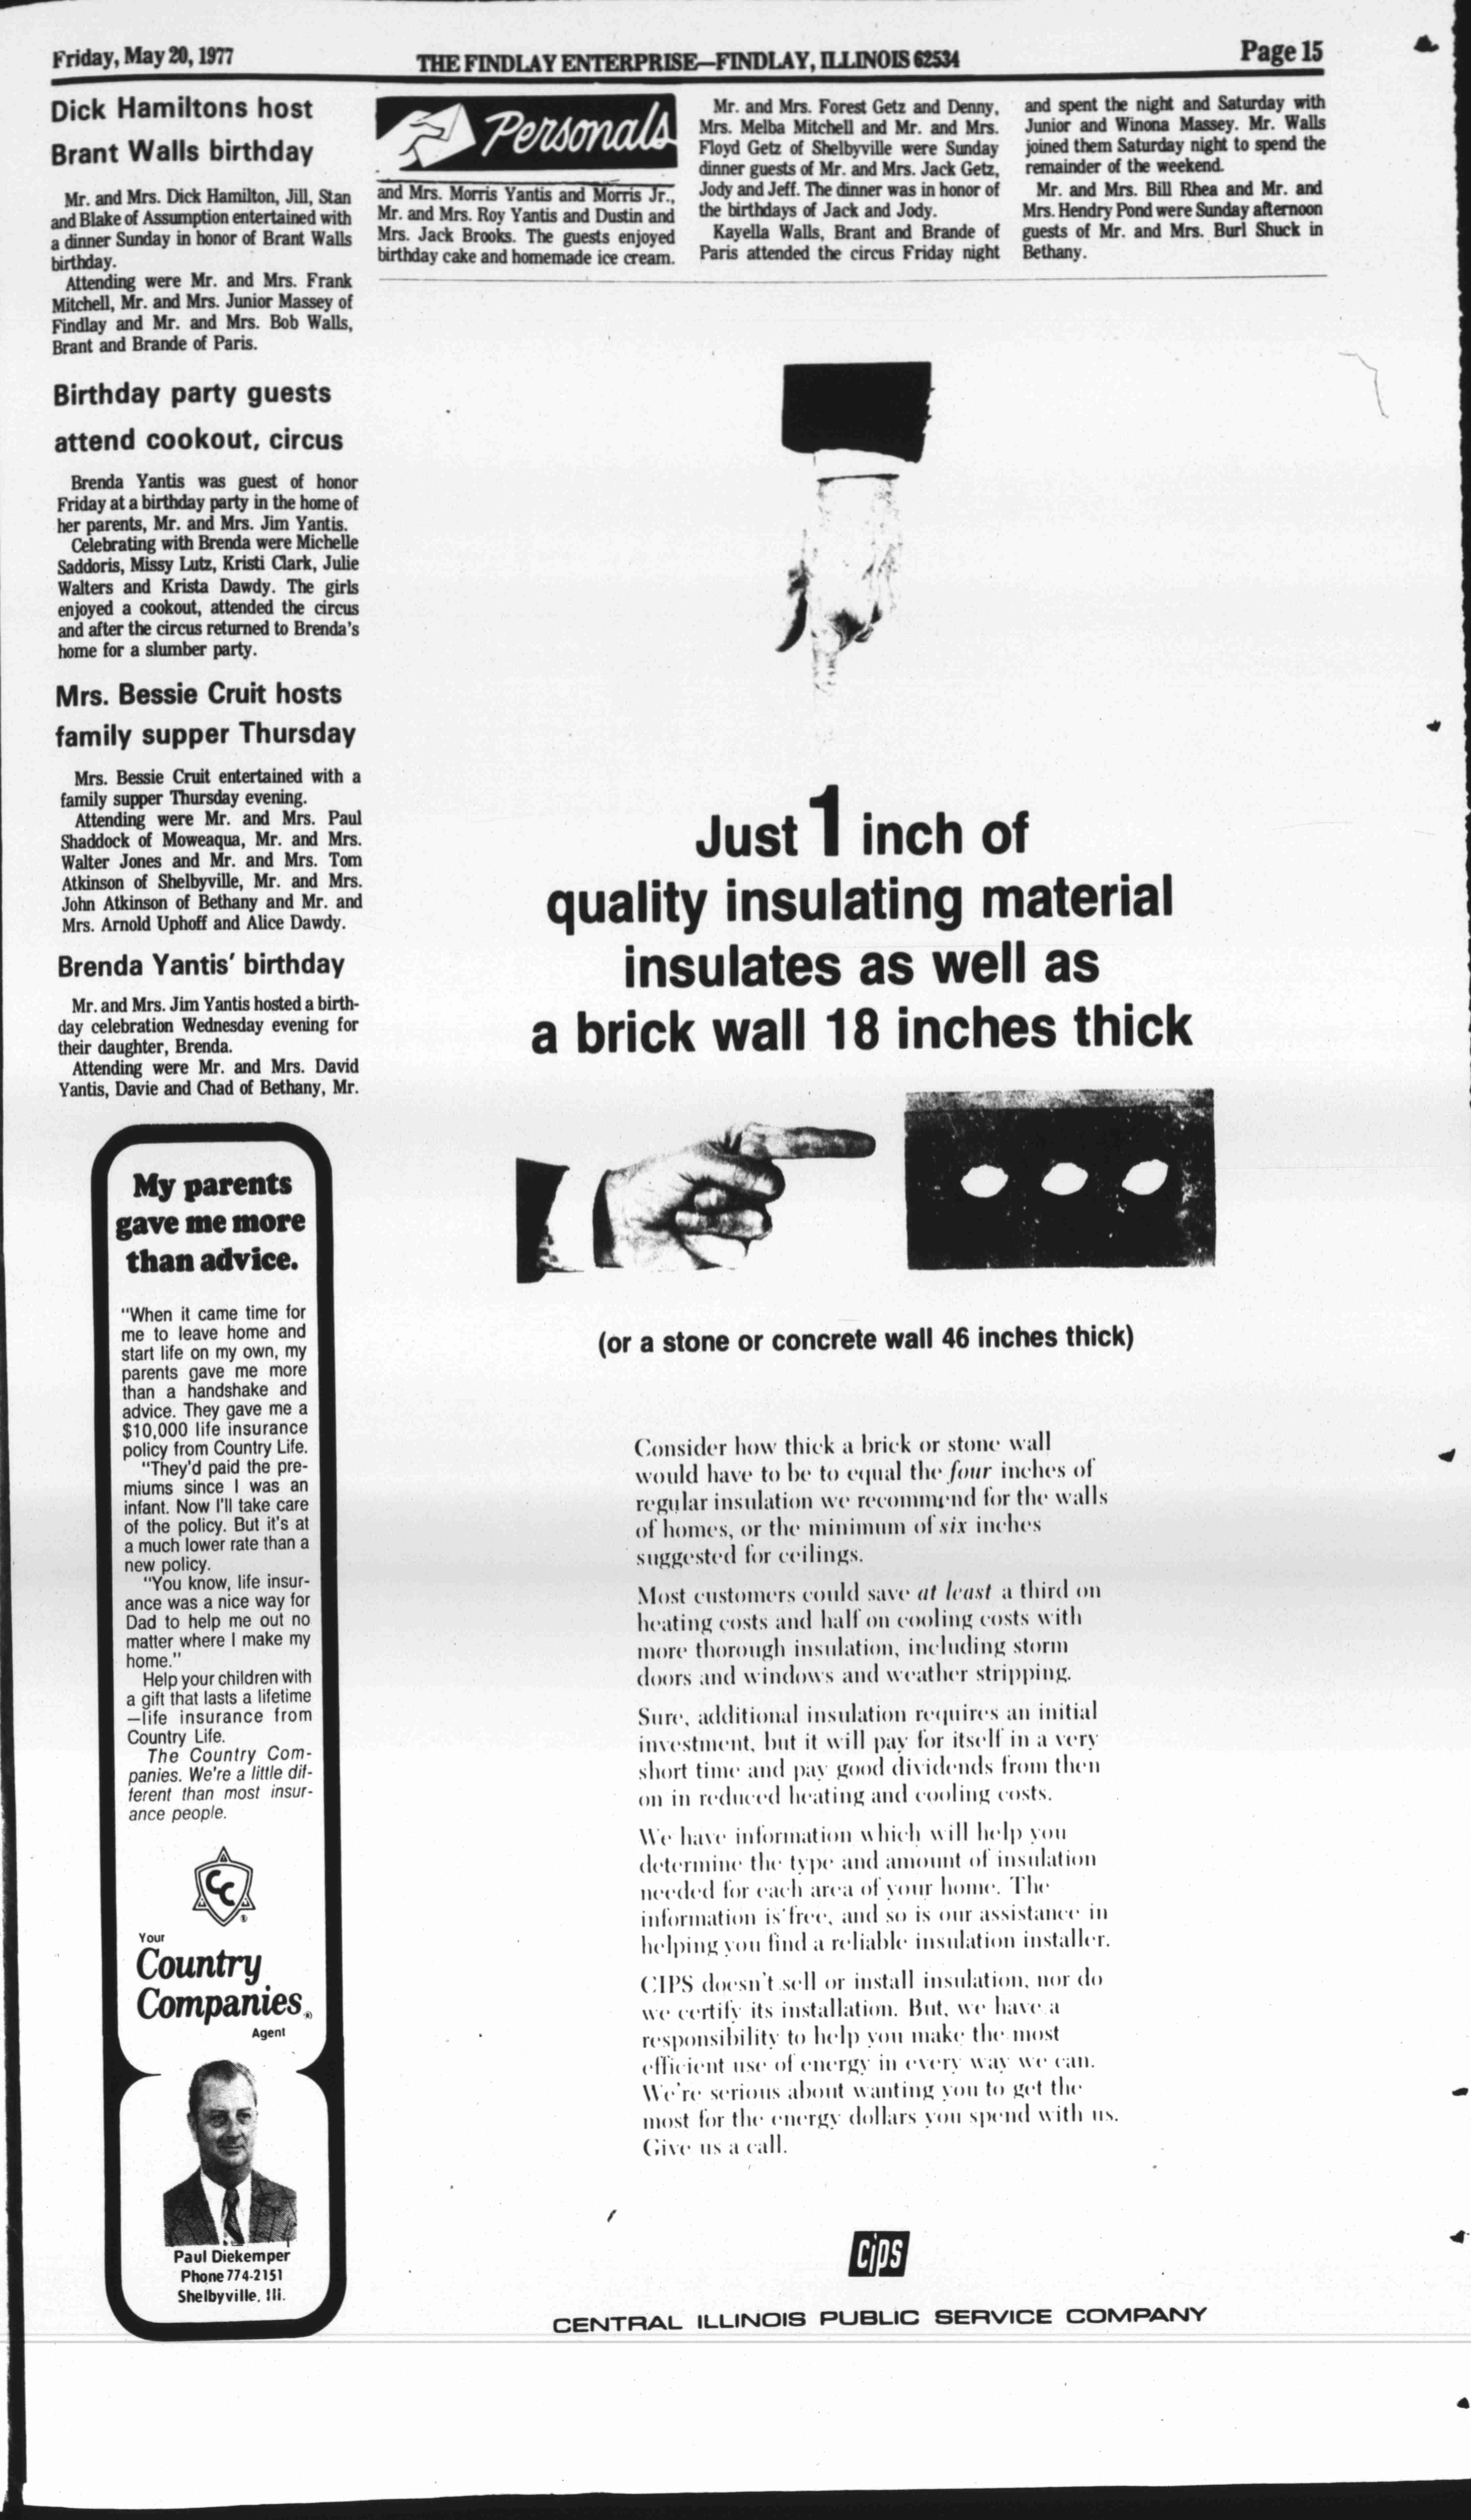 Friday, May 20, 1977
THE FINDLAY ENTERPRISE—FINDLAY, ILLINOIS 62534
Page 15
Dick Hamiltons host
Brant Walls birthday
Mr. and Mrs. Dick Hamilton, Jill, Stan
and Blake of Assumption entertained with
a dinner Sunday in honor of Brant Walls
birthday.
Attending were Mr. and Mrs. Frank
Mitchell, Mr. and Mrs. Junior Massey of
Findlay and Mr. and Mrs. Bob Walls,
Brant and Brande of Paris.
Birthday party guests
attend cookout, circus
Brenda Yantis was guest of honor
Friday at a birthday party in the home of
her parents, Mr. and Mrs. Jim Yantis.
Celebrating with Brenda were Michelle
Saddoris, Missy Lutz, Kristi Clark, Julie
Walters and Krista Dawdy. The girls
enjoyed a cookout, attended the circus
and after the circus returned to Brenda's
home for a slumber party.
Mrs. Bessie Cruit hosts
family supper Thursday
Mrs. Bessie Cruit entertained with a
family supper Thursday evening.
Attending were Mr. and Mrs. Paul
Shaddock of Moweaqua, Mr. and Mrs.
Walter Jones and Mr. and Mrs. Tom
Atkinson of Shelbyville, Mr. and Mrs.
John Atkinson of Bethany and Mr. and
Mrs. Arnold Uphoff and Alice Dawdy.
Brenda Yantis' birthday
Mr. and Mrs. Jim Yantis hosted a birth-
day celebration Wednesday evening for
their daughter, Brenda.
Attending were Mr. and Mrs. David
Yantis, Davie and Chad of Bethany, Mr.
Personals
and Mrs. Morris Yantis and Morris Jr.,
Mr. and Mrs. Roy Yantis and Dustin and
Mrs. Jack Brooks. The guests enjoyed
birthday cake and homemade ice cream.
Mr. and Mrs. Forest Getz and Denny,
Mrs. Melba Mitchell and Mr. and Mrs.
Floyd Getz of Shelbyville were Sunday
dinner guests of Mr. and Mrs. Jack Getz,
Jody and Jeff. The dinner was in honor of
the birthdays of Jack and Jody.
Kayella Walls, Brant and Brande of
Paris attended the circus Friday night
and spent the night and Saturday with
Junior and Winona Massey. Mr. Walls
joined them Saturday night to spend the
remainder of the weekend.
Mr. and Mrs. Bill Rhea and Mr. and
Mrs. Hendry Pond were Sunday afternoon
guests of Mr. and Mrs. Burl Shuck in
Bethany.
My parents
gave me more
than advice.
"When it came time for
me to leave home and
start life on my own, my
parents gave me more
than a handshake and
advice. They gave me a
$10,000 life insurance
policy from Country Life.
"They'd paid the pre-
miums since I was an
infant. Now I'll take care
of the policy. But it's at
a much lower rate than a
new policy.
"You know, life insur-
ance was a nice way for
Dad to help me out no
matter where I make my
home."
Help your children with
a gift that lasts a lifetime
—life insurance from
Country Life.
The Country Com-
panies. We're a little dif-
ferent than most insur-
ance people.
CC
®
Your
Country
Companies®
Agent
Paul Diekemper
Phone 774-2151
Shelbyville, Ill.
Just 1 inch of
quality insulating material
insulates as well as
a brick wall 18 inches thick
(or a stone or concrete wall 46 inches thick)
Consider how thick a brick or stone wall
would have to be to equal the four inches of
regular insulation we recommend for the walls
of homes, or the minimum of six inches
suggested for ceilings.
Most customers could save at least a third on
heating costs and half on cooling costs with
more thorough insulation, including storm
doors and windows and weather stripping.
Sure, additional insulation requires an initial
investment, but it will pay for itself in a very
short time and pay good dividends from then
on in reduced heating and cooling costs.
We have information which will help you
determine the type and amount of insulation
needed for each area of your home. The
information is free, and so is our assistance in
helping you find a reliable insulation installer.
CIPS doesn't sell or install insulation, nor do
we certify its installation. But, we have a
responsibility to help you make the most
efficient use of energy in every way we can.
We're serious about wanting you to get the
most for the energy dollars you spend with us.
Give us a call.
CIPS
CENTRAL ILLINOIS PUBLIC SERVICE COMPANY